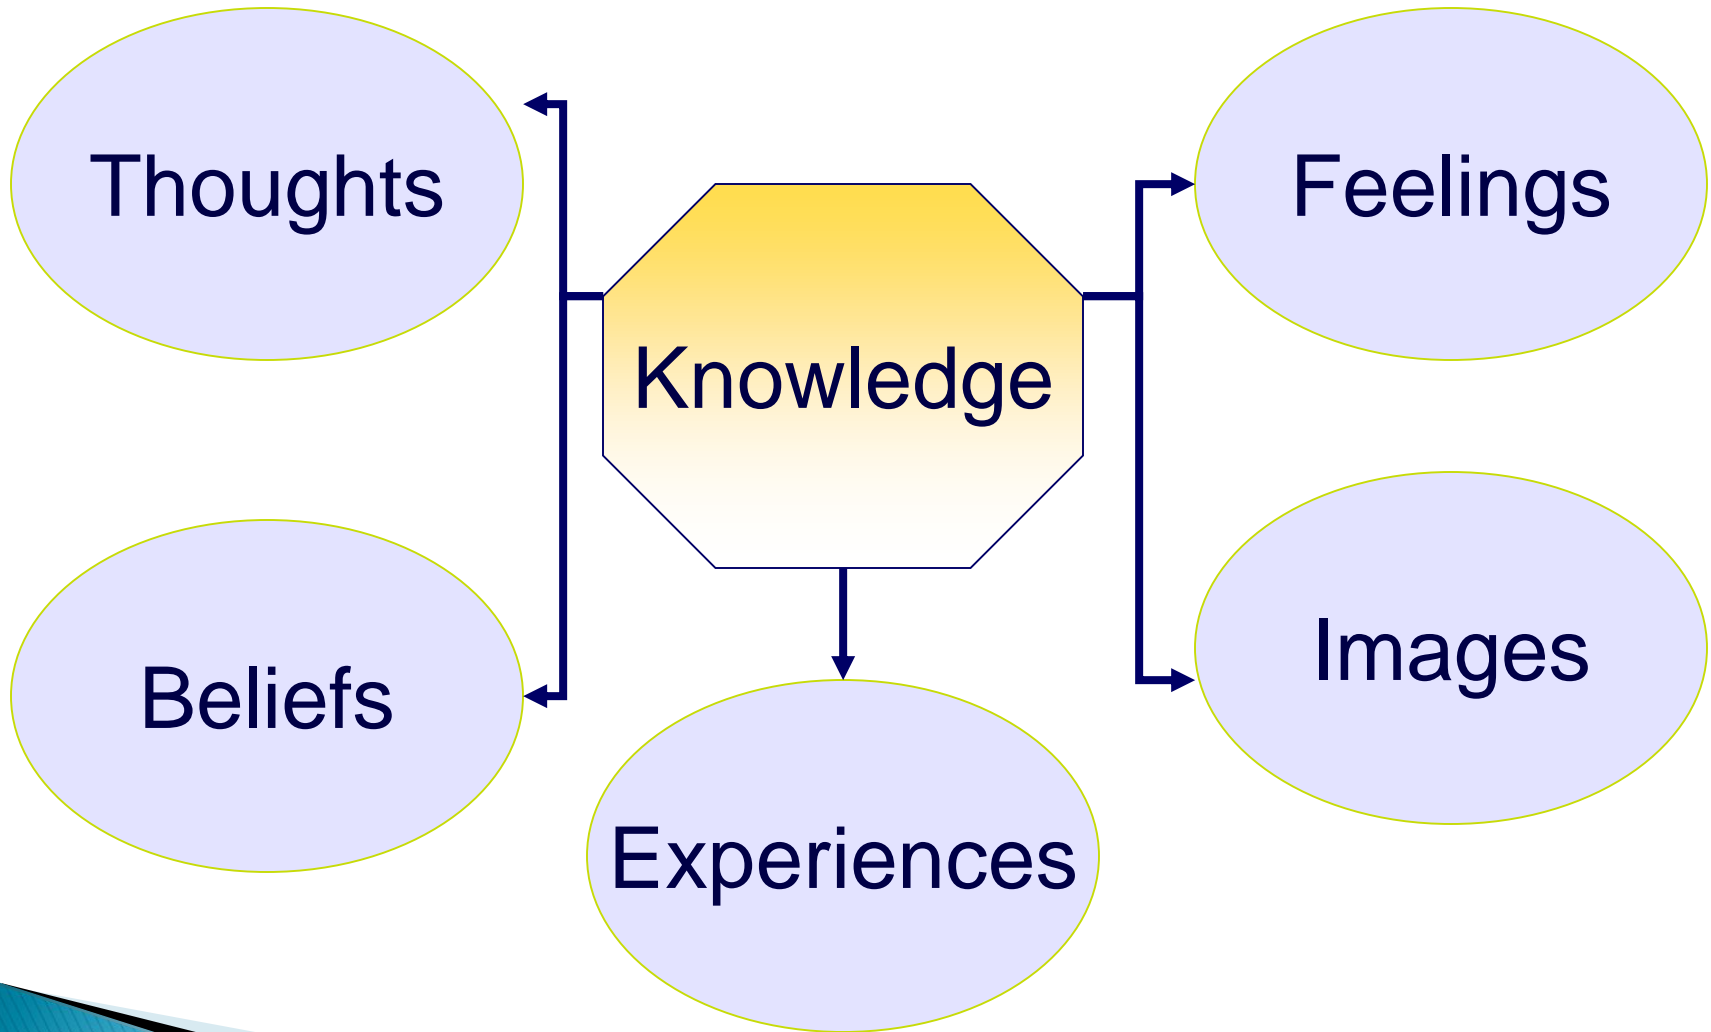 Thoughts
Feelings
Knowledge
Images
Beliefs
Experiences